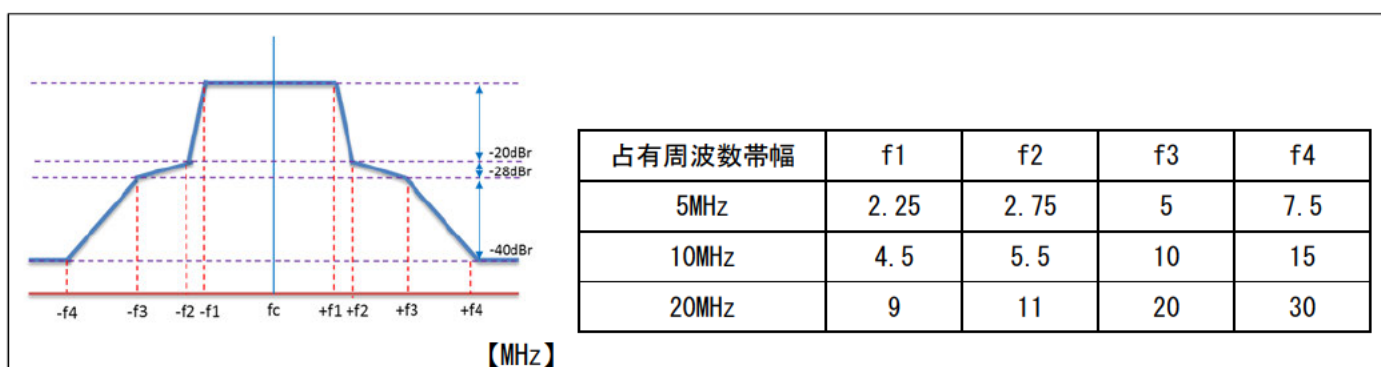 -20dBr
-28dBr
-40dBr
-f4 -f3 -f2 -f1 fc +f1 +f2 +f3 +f4
【MHz】
占有周波数帯幅 f1 f2 f3 f4
5MHz 2.25 2.75 5 7.5
10MHz 4.5 5.5 10 15
20MHz 9 11 20 30